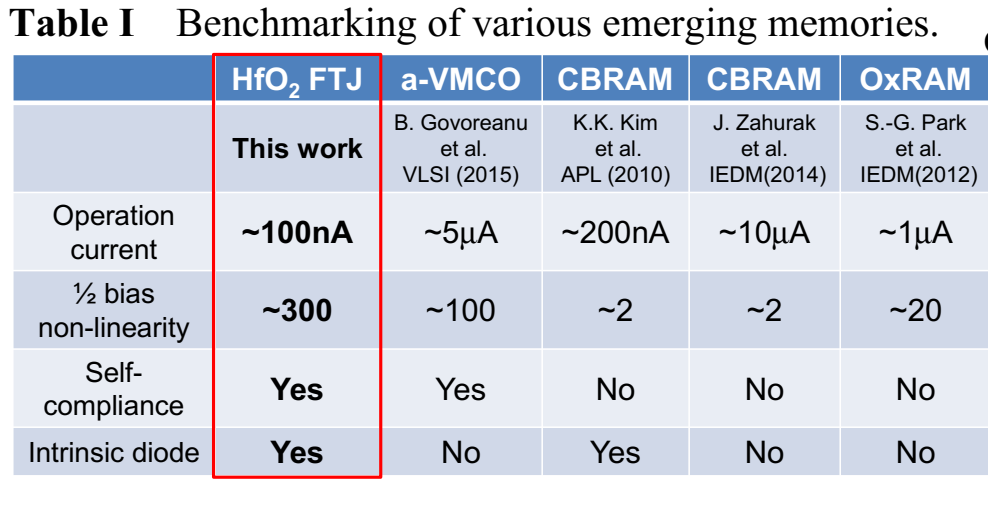 Table I Benchmarking of various emerging memories.
HfO₂ FTJ a-VMCO CBRAM CBRAM OxRAM
This work B. Govoreanu et al. VLSI (2015) K.K. Kim et al. APL (2010) J. Zahurak et al. IEDM(2014) S.-G. Park et al. IEDM(2012)
Operation current ~100nA ~5μA ~200nA ~10μA ~1μA
½ bias non-linearity ~300 ~100 ~2 ~2 ~20
Self-compliance Yes Yes No No No
Intrinsic diode Yes No Yes No No